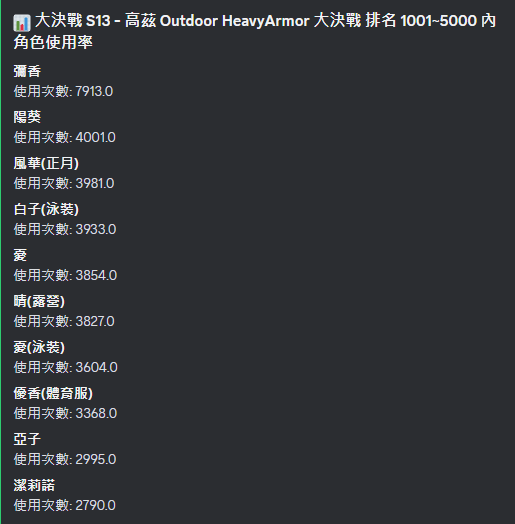 大決戰 S13 - 高茲 Outdoor HeavyArmor 大決戰 排名 1001~5000 內
角色使用率
彌香
使用次數: 7913.0
陽葵
使用次數: 4001.0
風華(正月)
使用次數: 3981.0
白子(泳裝)
使用次數: 3933.0
憂
使用次數: 3854.0
晴(露營)
使用次數: 3827.0
憂(泳裝)
使用次數: 3604.0
優香(體育服)
使用次數: 3368.0
亞子
使用次數: 2995.0
潔莉諾
使用次數: 2790.0